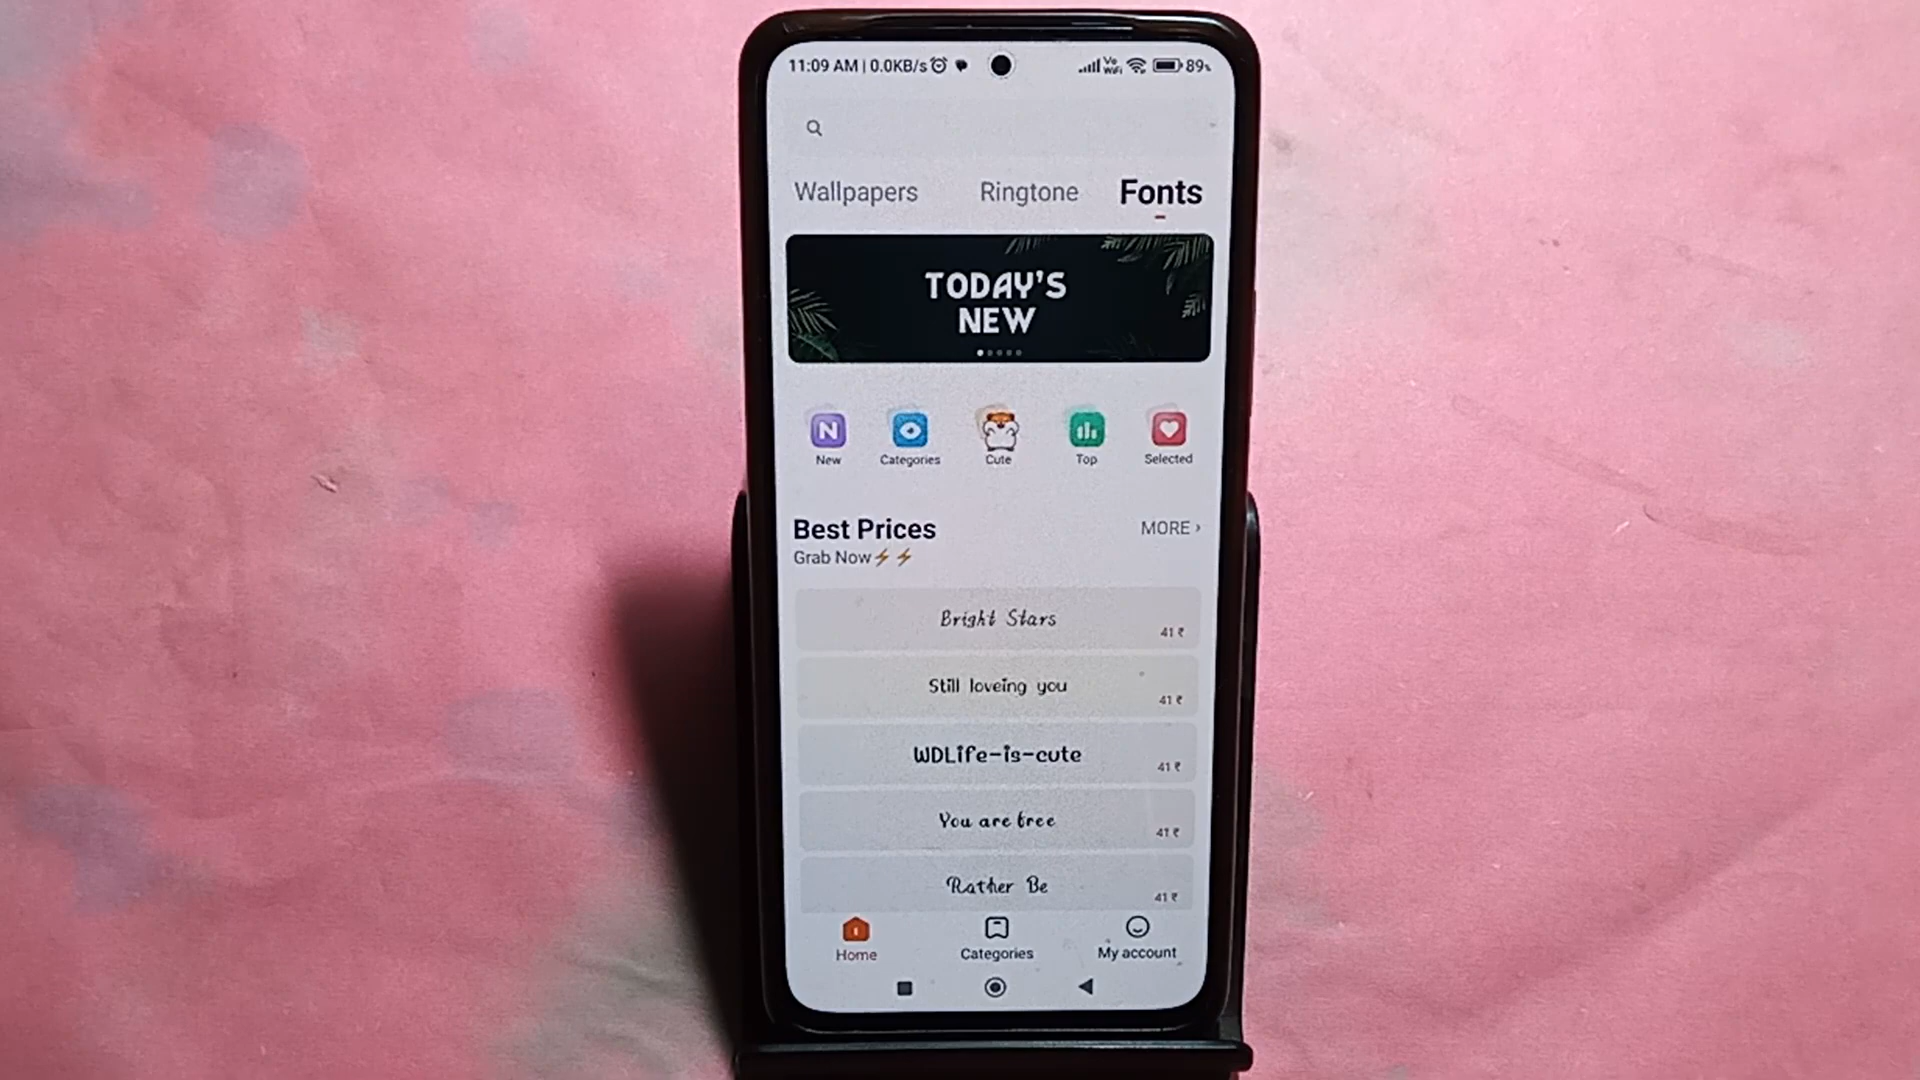 11:09 AM | 0.0KB/s Vo WiFi 89%
Wallpapers Ringtone Fonts
TODAY'S
NEW
N
New Categories Cute Top Selected
Best Prices MORE ›
Grab Now⚡⚡
Bright Stars
41 ₹
Still loveing you
41 ₹
WDLife-is-cute
41 ₹
You are free
41 ₹
Rather Be
41 ₹
Home Categories My account